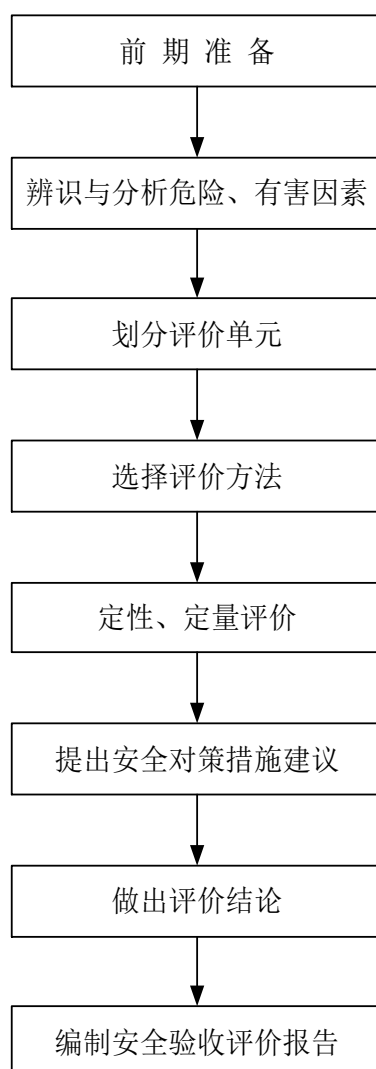 前 期 准 备
辨识与分析危险、有害因素
划分评价单元
选择评价方法
定性、定量评价
提出安全对策措施建议
做出评价结论
编制安全验收评价报告